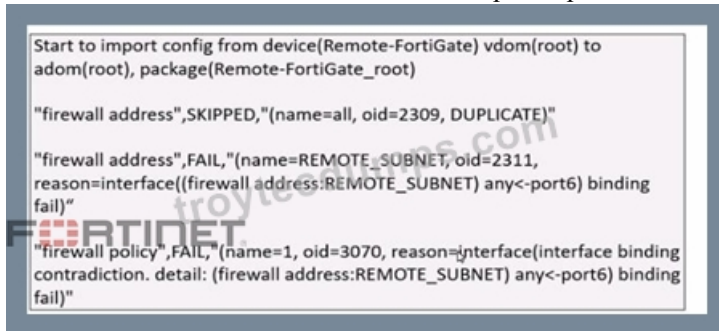 Start to import config from device(Remote-FortiGate) vdom(root) to
adom(root), package(Remote-FortiGate_root)
"firewall address",SKIPPED,"(name=all, oid=2309, DUPLICATE)"
"firewall address",FAIL,"(name=REMOTE_SUBNET, oid=2311,
reason=interface((firewall address:REMOTE_SUBNET) any<-port6) binding
fail)"
troytecdumps.com
FORTINET
"firewall policy",FAIL,"(name=1, oid=3070, reason=interface(interface binding
contradiction. detail: (firewall address:REMOTE_SUBNET) any<-port6) binding
fail)"